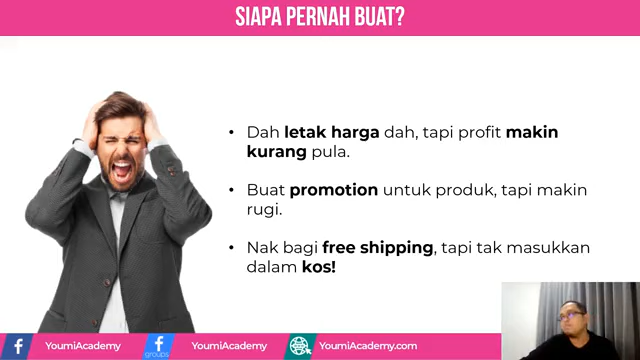 SIAPA PERNAH BUAT?
• Dah letak harga dah, tapi profit makin
kurang pula.
• Buat promotion untuk produk, tapi makin
rugi.
• Nak bagi free shipping, tapi tak masukkan
dalam kos!
YoumiAcademy
groups
YoumiAcademy
YoumiAcademy.com